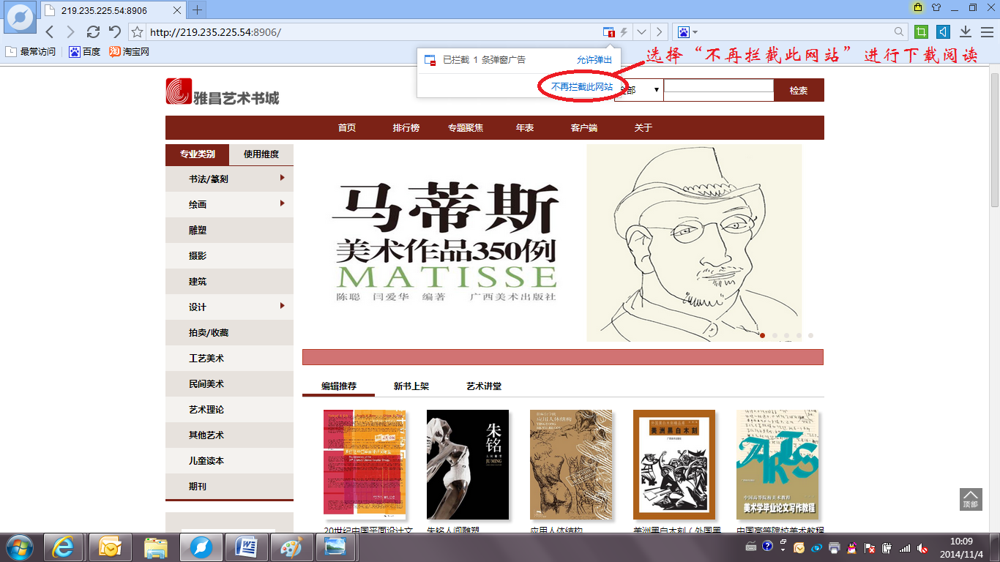 219.235.225.54:8906
http://219.235.225.54:8906/
最常访问 百度 淘宝网
已拦截 1 条弹窗广告 允许弹出
不再拦截此网站
选择“不再拦截此网站”进行下载阅读
雅昌艺术书城
全部 检索
首页 排行榜 专题聚焦 年表 客户端 关于
专业类别 使用维度
书法/篆刻
绘画
雕塑
摄影
建筑
设计
拍卖/收藏
工艺美术
民间美术
艺术理论
其他艺术
儿童读本
期刊
马蒂斯
美术作品350例
MATISSE
陈聪 闫爱华 编著 广西美术出版社
编辑推荐 新书上架 艺术讲堂
朱铭
人间雕塑
JU MING
应用人体结构
美洲黑白木刻
ARTS
中国高等院校美术教程
美术学毕业论文写作教程
20世纪中国平面设计文
朱铭人间雕塑
应用人体结构
美洲黑白木刻（外国黑
中国高等院校美术教程
顶部
10:09
2014/11/4